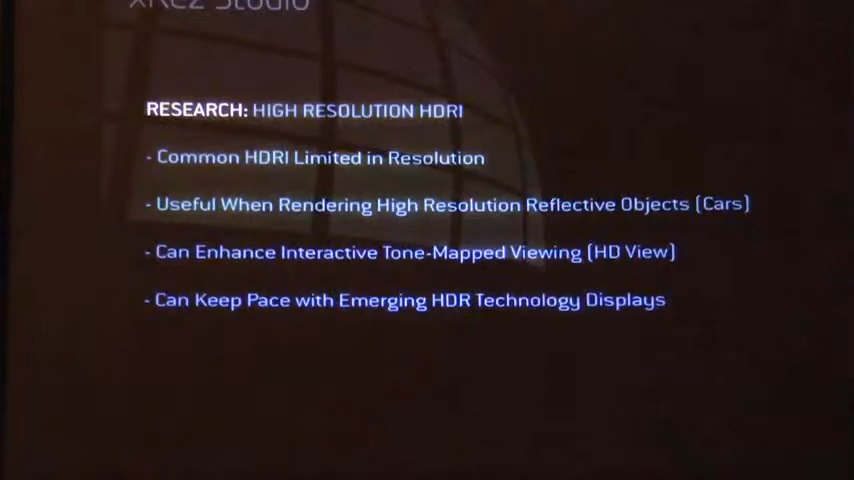 xRez Studio
RESEARCH: HIGH RESOLUTION HDRI
- Common HDRI Limited in Resolution
- Useful When Rendering High Resolution Reflective Objects (Cars)
- Can Enhance Interactive Tone-Mapped Viewing (HD View)
- Can Keep Pace with Emerging HDR Technology Displays